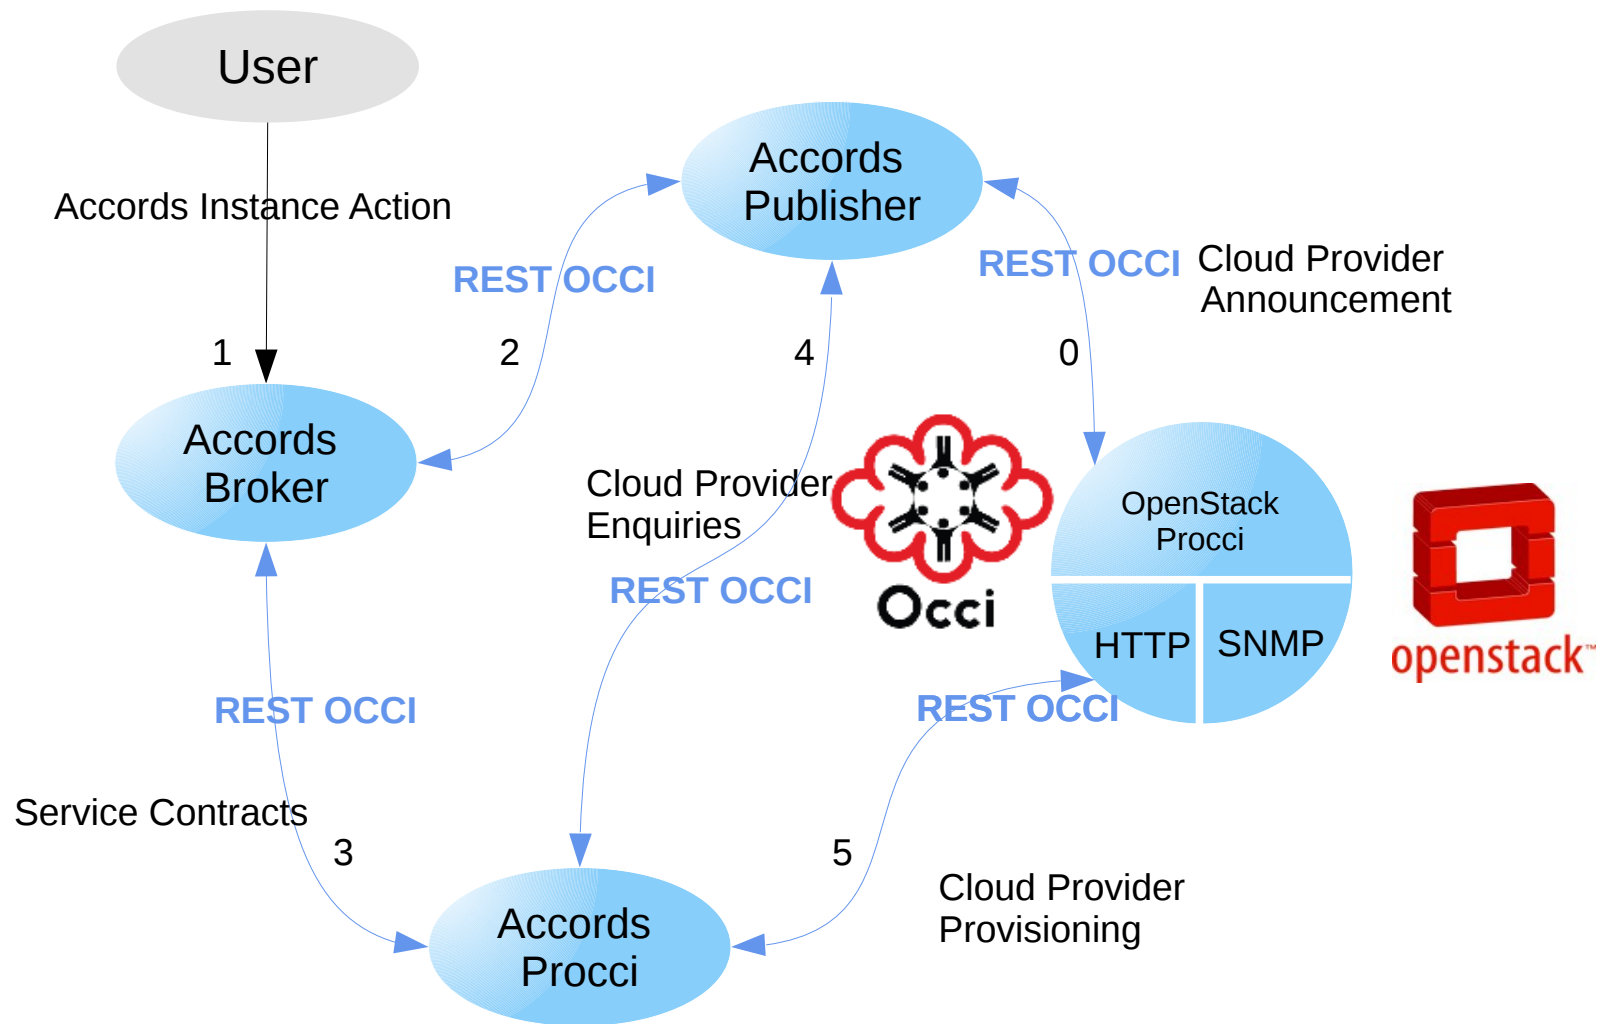 User
Accords Instance Action
Accords
Publisher
REST OCCI
REST OCCI
Cloud Provider
Announcement
1
2
4
0
Accords
Broker
Cloud Provider
Enquiries
REST OCCI
Occi
OpenStack
Procci
HTTP
SNMP
openstack™
REST OCCI
REST OCCI
Service Contracts
3
5
Cloud Provider
Provisioning
Accords
Procci